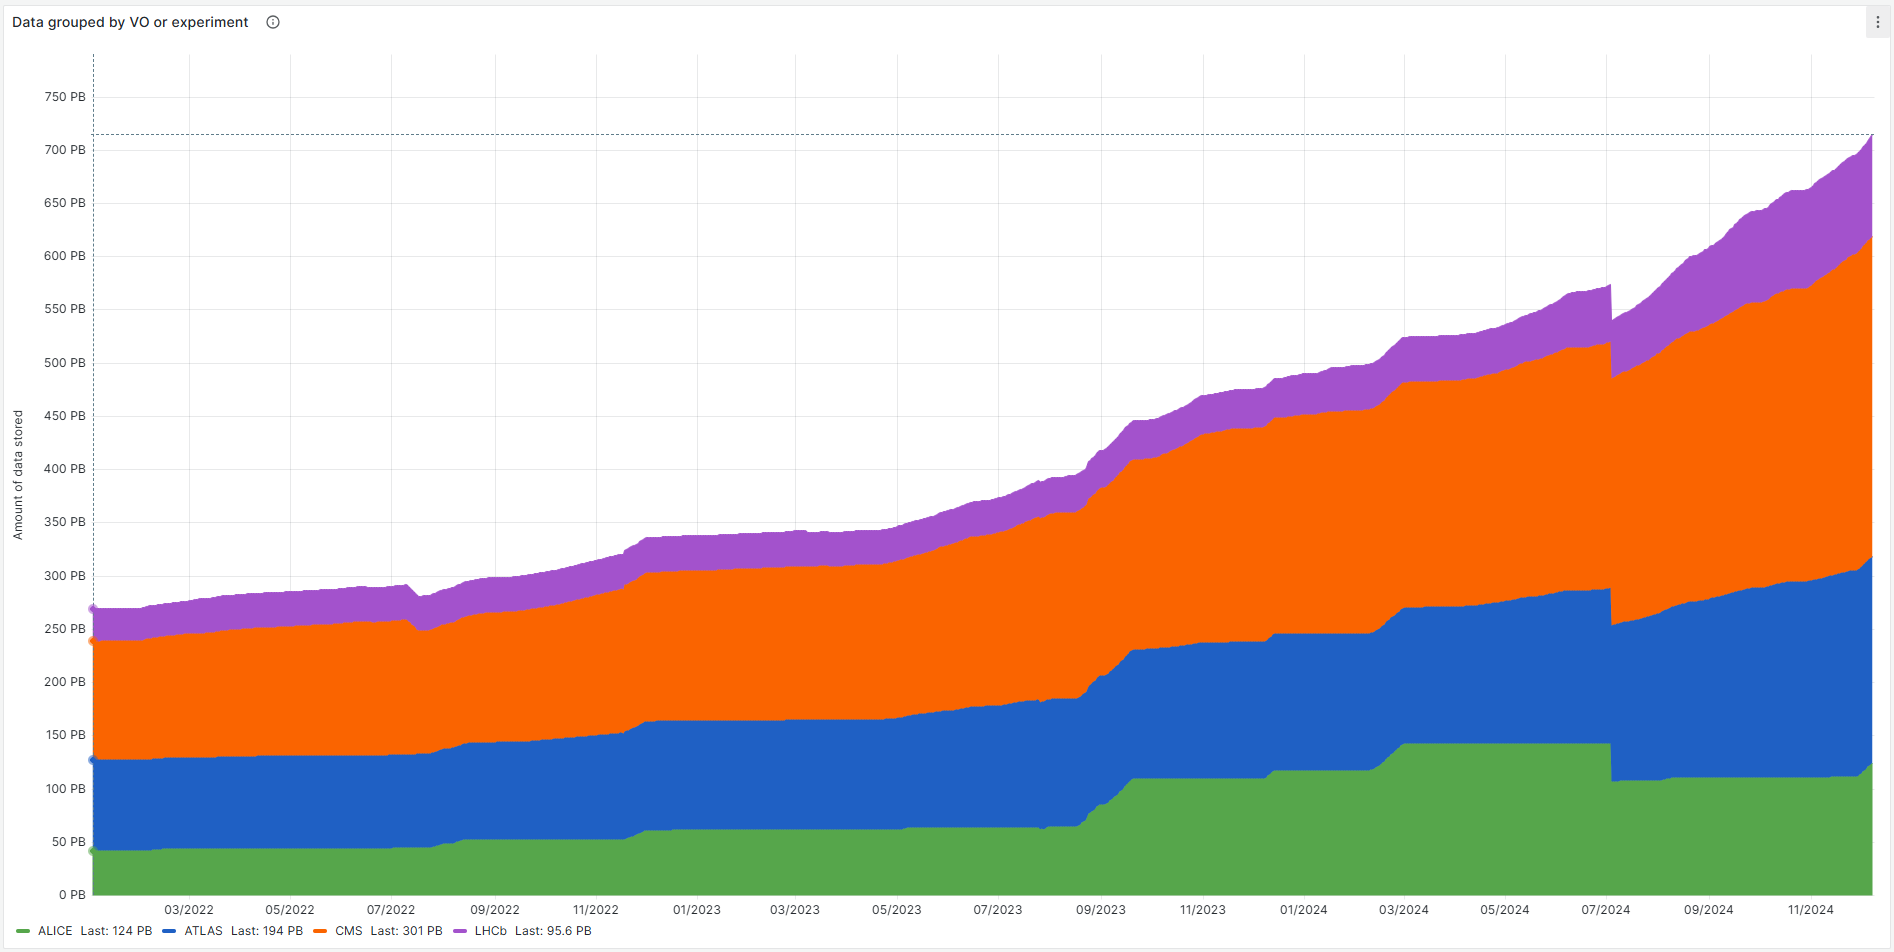 Data grouped by VO or experiment
Amount of data stored
750 PB
700 PB
650 PB
600 PB
550 PB
500 PB
450 PB
400 PB
350 PB
300 PB
250 PB
200 PB
150 PB
100 PB
50 PB
0 PB
03/2022 05/2022 07/2022 09/2022 11/2022 01/2023 03/2023 05/2023 07/2023 09/2023 11/2023 01/2024 03/2024 05/2024 07/2024 09/2024 11/2024
ALICE Last: 124 PB ATLAS Last: 194 PB CMS Last: 301 PB LHCb Last: 95.6 PB